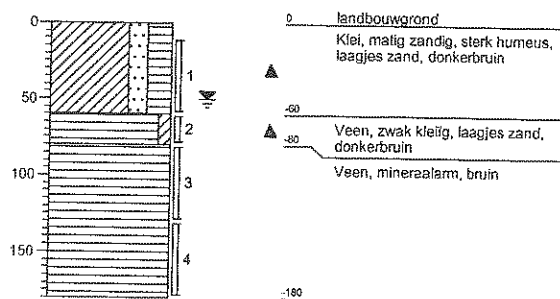 0
50
100
150
1
2
3
4
0 landbouwgrond
Klei, matig zandig, sterk humeus,
laagjes zand, donkerbruin
-60
Veen, zwak kleiïg, laagjes zand,
donkerbruin
-80
Veen, mineraalarm, bruin
-180